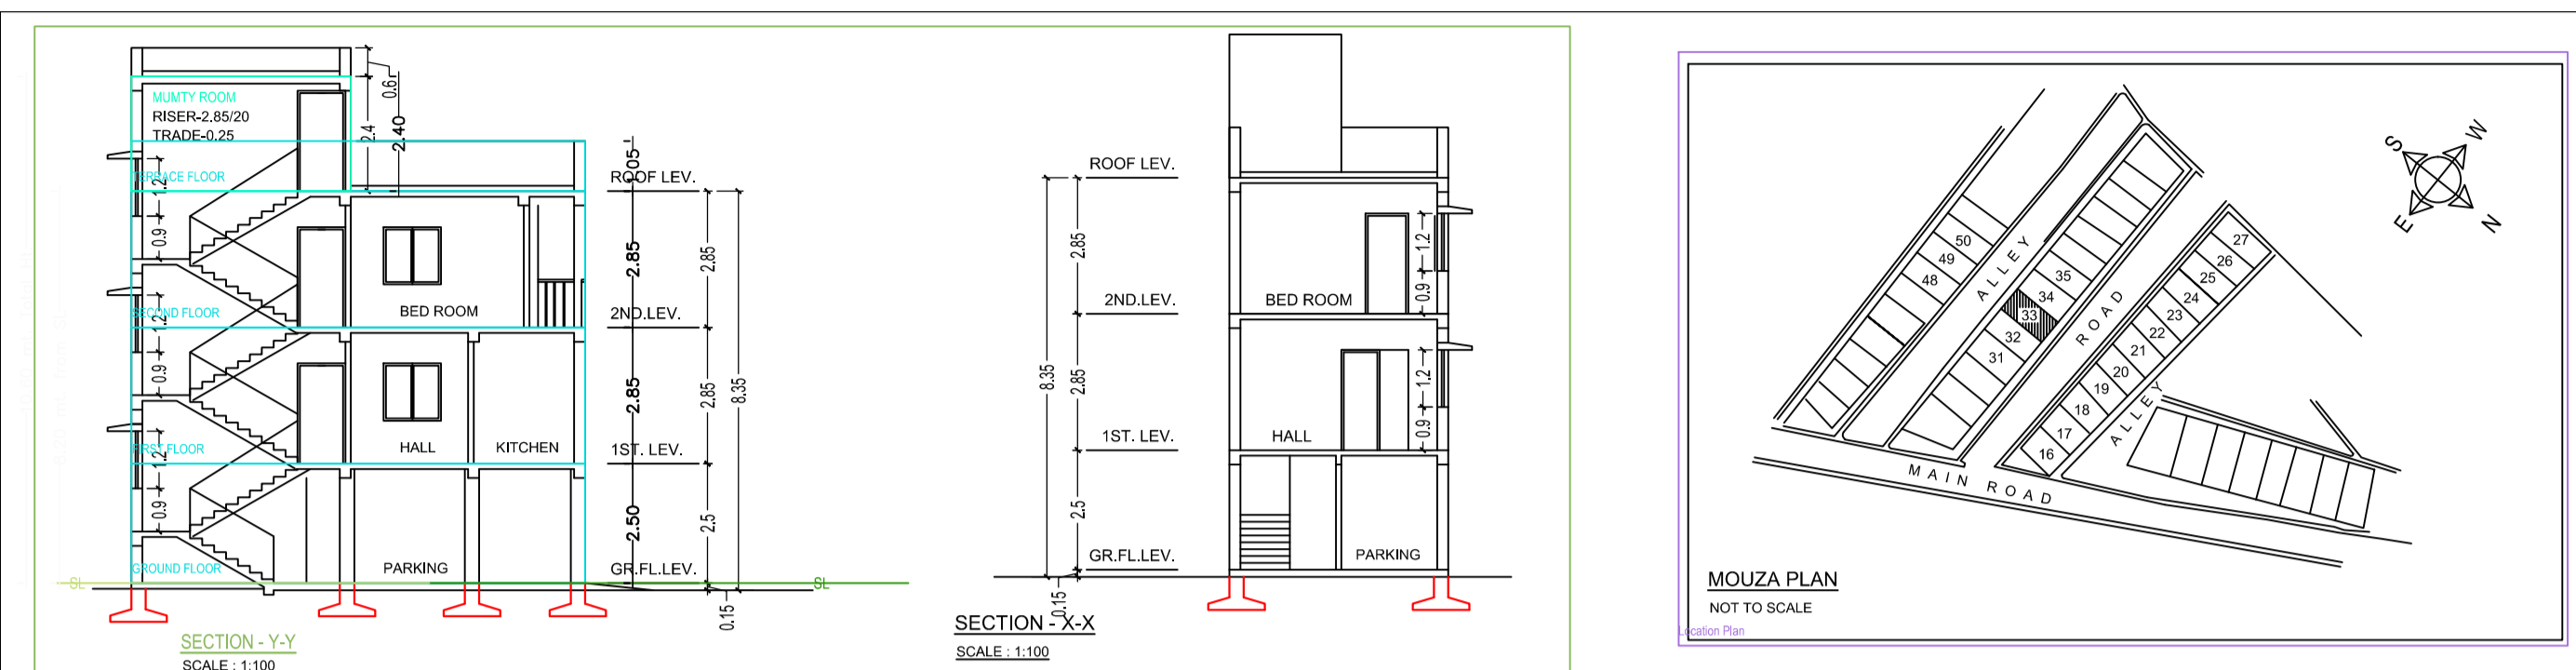 MUMTY ROOM
RISER-2.85/20
TRADE-0.25
0.6
2.4
2.40
1.2
TERRACE FLOOR
0.9
1.05
ROOF LEV.
BED ROOM
2.85
2.85
SECOND FLOOR
2ND.LEV.
1.2
0.9
HALL
KITCHEN
2.85
2.85
8.35
FIRST FLOOR
1ST. LEV.
1.2
0.9
2.50
2.5
GROUND FLOOR
PARKING
GR.FL.LEV.
SL
SL
0.15
SECTION - Y-Y
SCALE : 1:100
ROOF LEV.
2.85
1.2
0.9
2ND.LEV.
BED ROOM
8.35
2.85
1.2
0.9
1ST. LEV.
HALL
2.5
GR.FL.LEV.
PARKING
0.15
SECTION - X-X
SCALE : 1:100
S
W
E
N
50
49
48
ALLEY
35
34
33
32
31
ROAD
27
26
25
24
23
22
21
20
19
18
17
16
ALLEY
MAIN ROAD
MOUZA PLAN
NOT TO SCALE
Location Plan